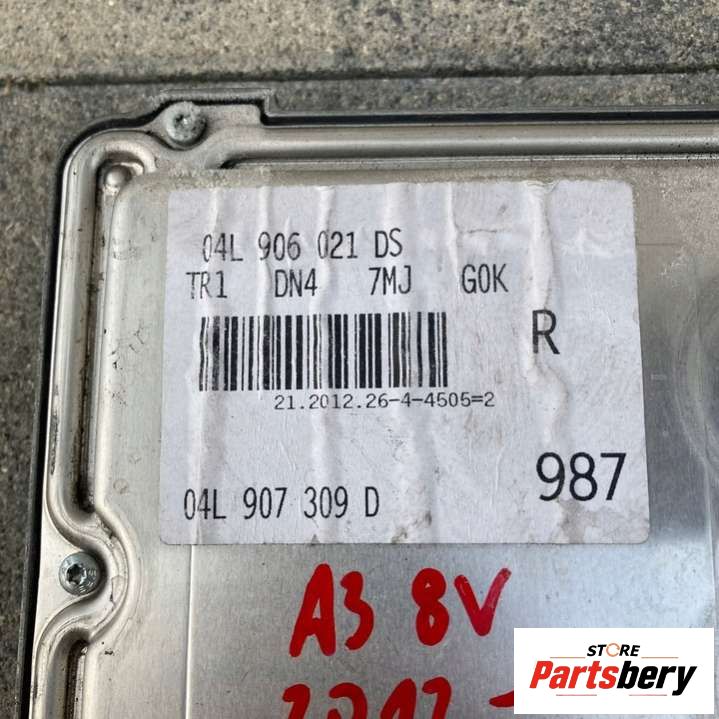 04L 906 021 DS
TR1 DN4 7MJ G0K
R
21.2012.26-4-4505=2
04L 907 309 D
987
A3 8V
STORE
Partsbery